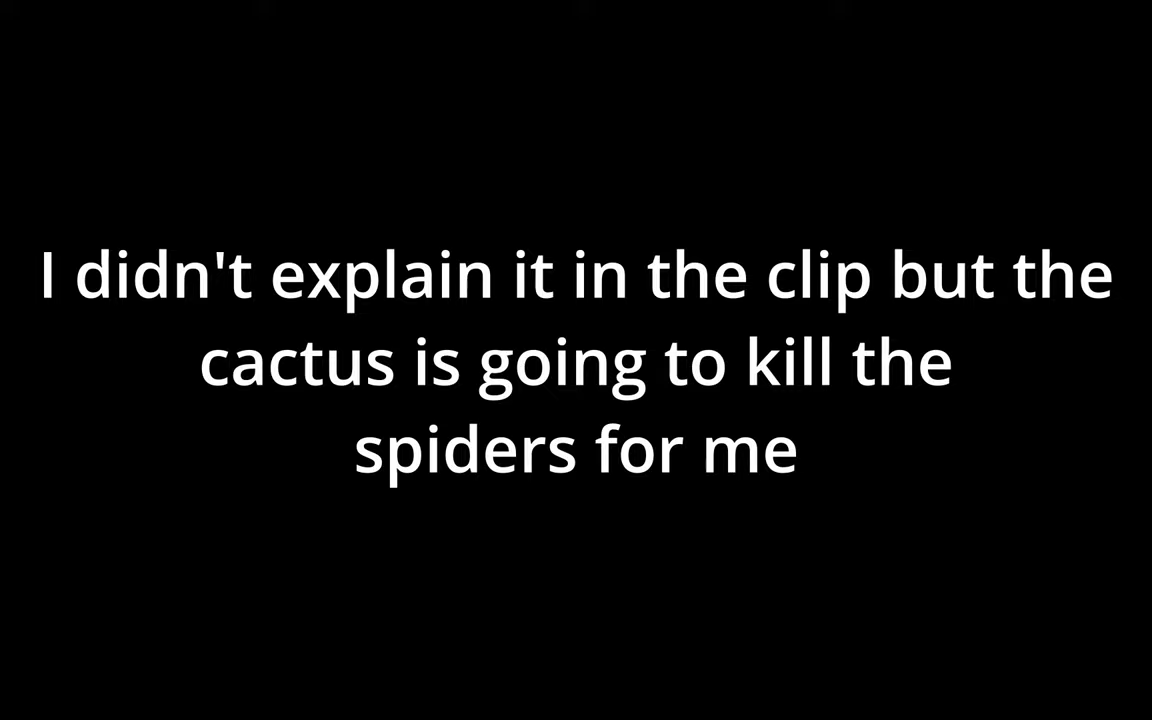 I didn't explain it in the clip but the
cactus is going to kill the
spiders for me